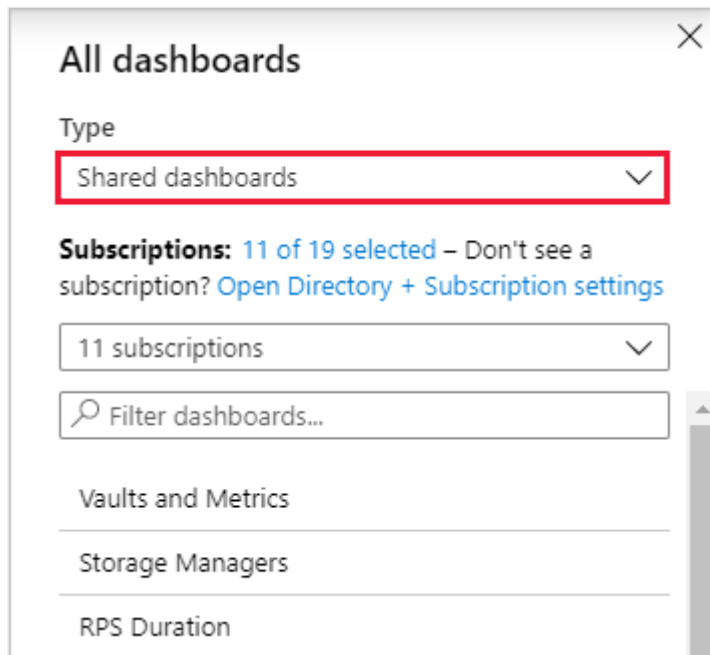 All dashboards
Type
Shared dashboards
Subscriptions: 11 of 19 selected – Don't see a
subscription? Open Directory + Subscription settings
11 subscriptions
Filter dashboards...
Vaults and Metrics
Storage Managers
RPS Duration